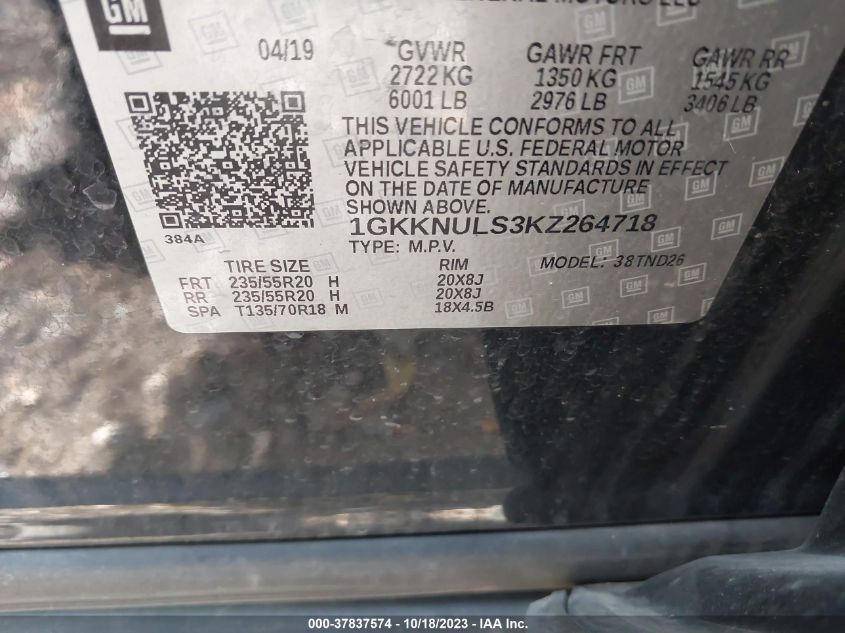 GM
GENERAL MOTORS LLC
04/19 GVWR GAWR FRT GAWR RR
2722 KG 1350 KG 1545 KG
6001 LB 2976 LB 3406 LB
THIS VEHICLE CONFORMS TO ALL
APPLICABLE U.S. FEDERAL MOTOR
VEHICLE SAFETY STANDARDS IN EFFECT
ON THE DATE OF MANUFACTURE
SHOWN ABOVE.
384A
1GKKNULS3KZ264718
TYPE: M.P.V. MODEL: 38TND26
TIRE SIZE RIM
FRT 235/55R20 H 20X8J
RR 235/55R20 H 20X8J
SPA T135/70R18 M 18X4.5B
000-37837574 - 10/18/2023 - IAA Inc.